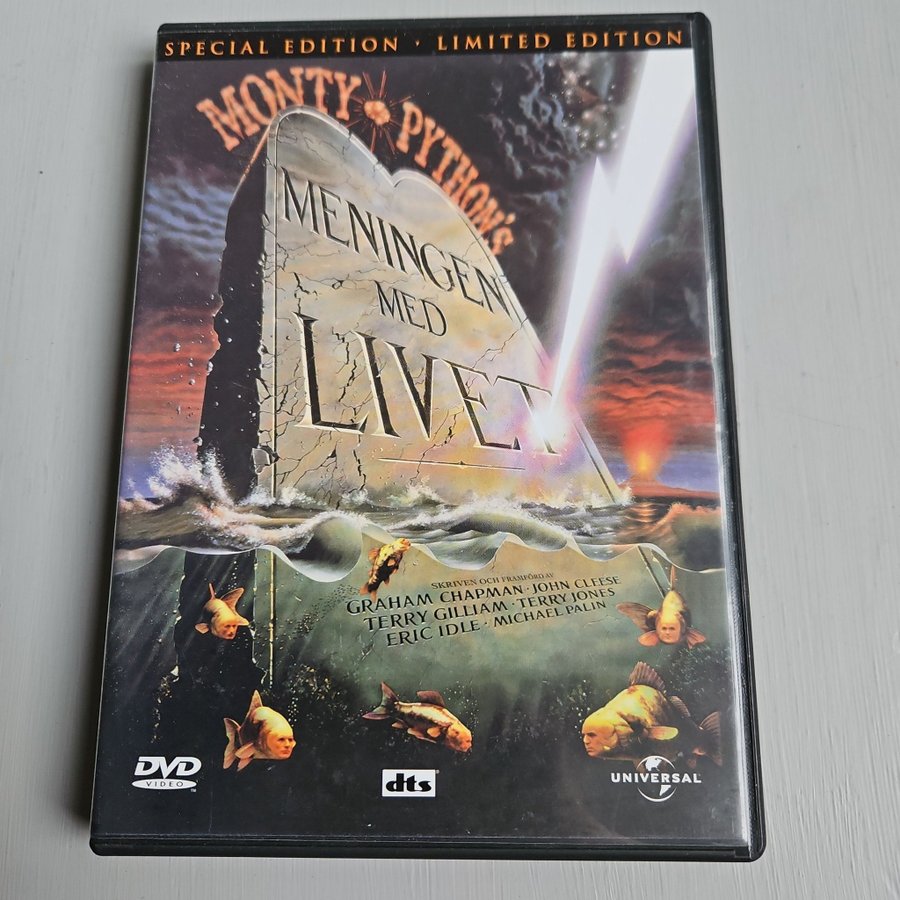 SPECIAL EDITION · LIMITED EDITION
MONTY PYTHON'S
MENINGEN
MED
LIVET
SKRIVEN OCH FRAMFÖRD AV
GRAHAM CHAPMAN · JOHN CLEESE
TERRY GILLIAM · TERRY JONES
ERIC IDLE · MICHAEL PALIN
DVD
VIDEO
TM
dts
UNIVERSAL